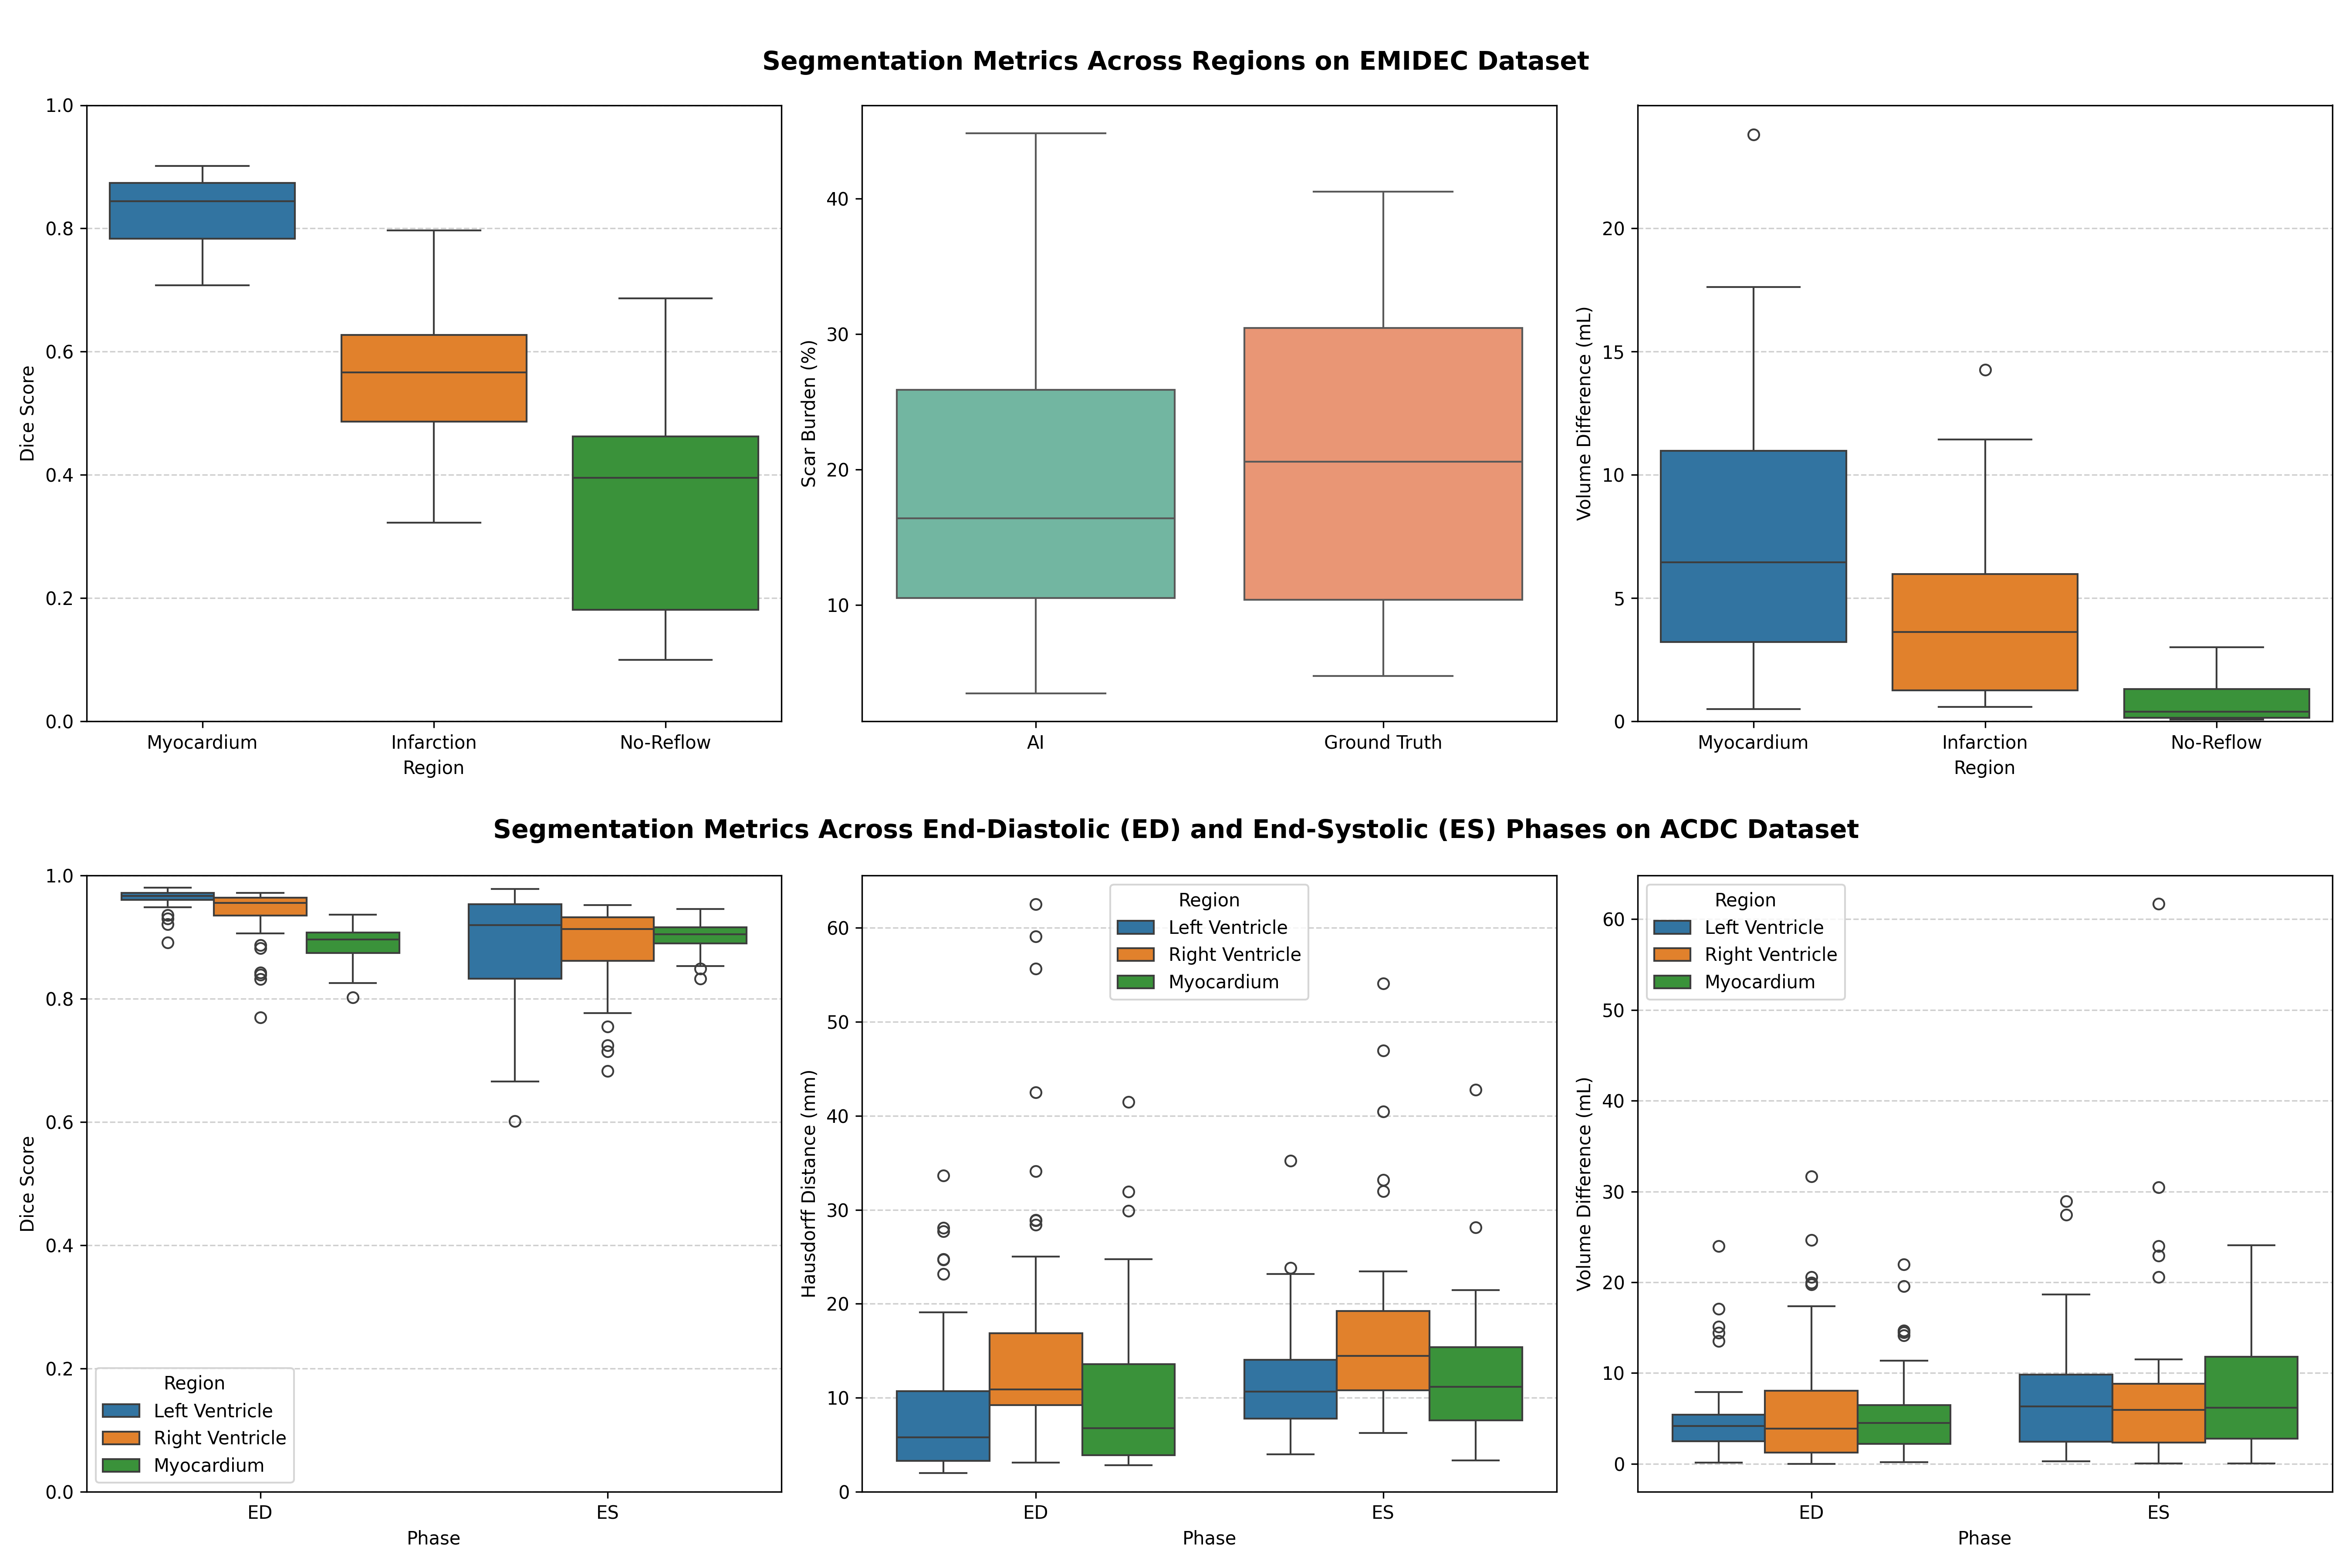 Segmentation Metrics Across Regions on EMIDEC Dataset
Dice Score
1.0
0.8
0.6
0.4
0.2
0.0
Myocardium
Infarction
No-Reflow
Region
Scar Burden (%)
40
30
20
10
AI
Ground Truth
Volume Difference (mL)
20
15
10
5
0
Myocardium
Infarction
No-Reflow
Region
Segmentation Metrics Across End-Diastolic (ED) and End-Systolic (ES) Phases on ACDC Dataset
Dice Score
1.0
0.8
0.6
0.4
0.2
0.0
Region
Left Ventricle
Right Ventricle
Myocardium
ED
ES
Phase
Hausdorff Distance (mm)
60
50
40
30
20
10
0
Region
Left Ventricle
Right Ventricle
Myocardium
ED
ES
Phase
Volume Difference (mL)
60
50
40
30
20
10
0
Region
Left Ventricle
Right Ventricle
Myocardium
ED
ES
Phase